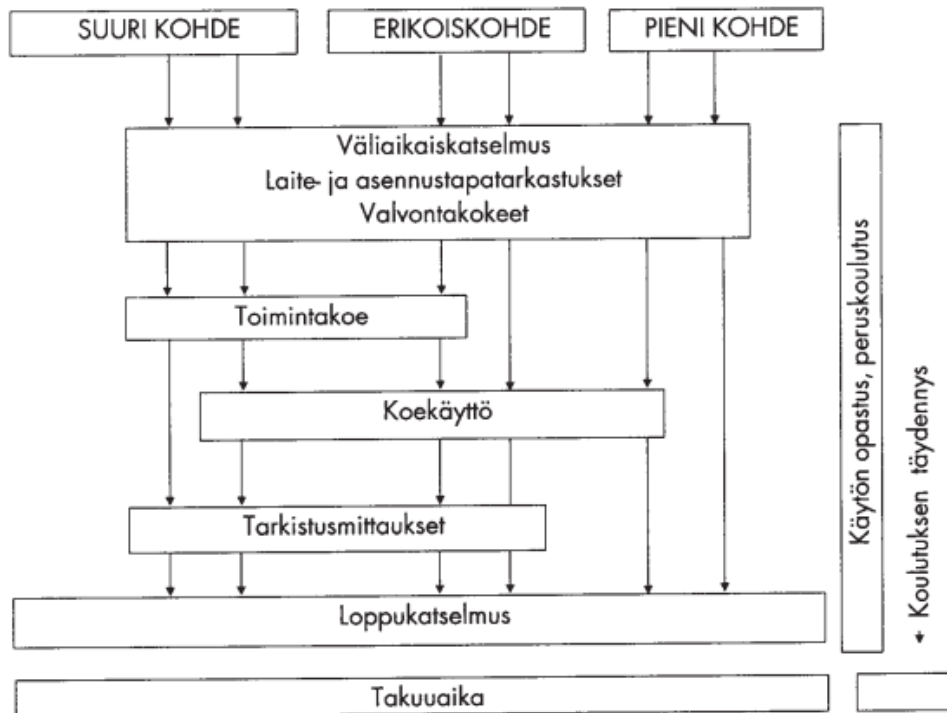 SUURI KOHDE
ERIKOISKOHDE
PIENI KOHDE
Väliaikaiskatselmus
Laite- ja asennustapatarkastukset
Valvontakokeet
Toimintakoe
Koekäyttö
Tarkistusmittaukset
Loppukatselmus
Takuuaika
Käytön opastus, peruskoulutus
Koulutuksen täydennys